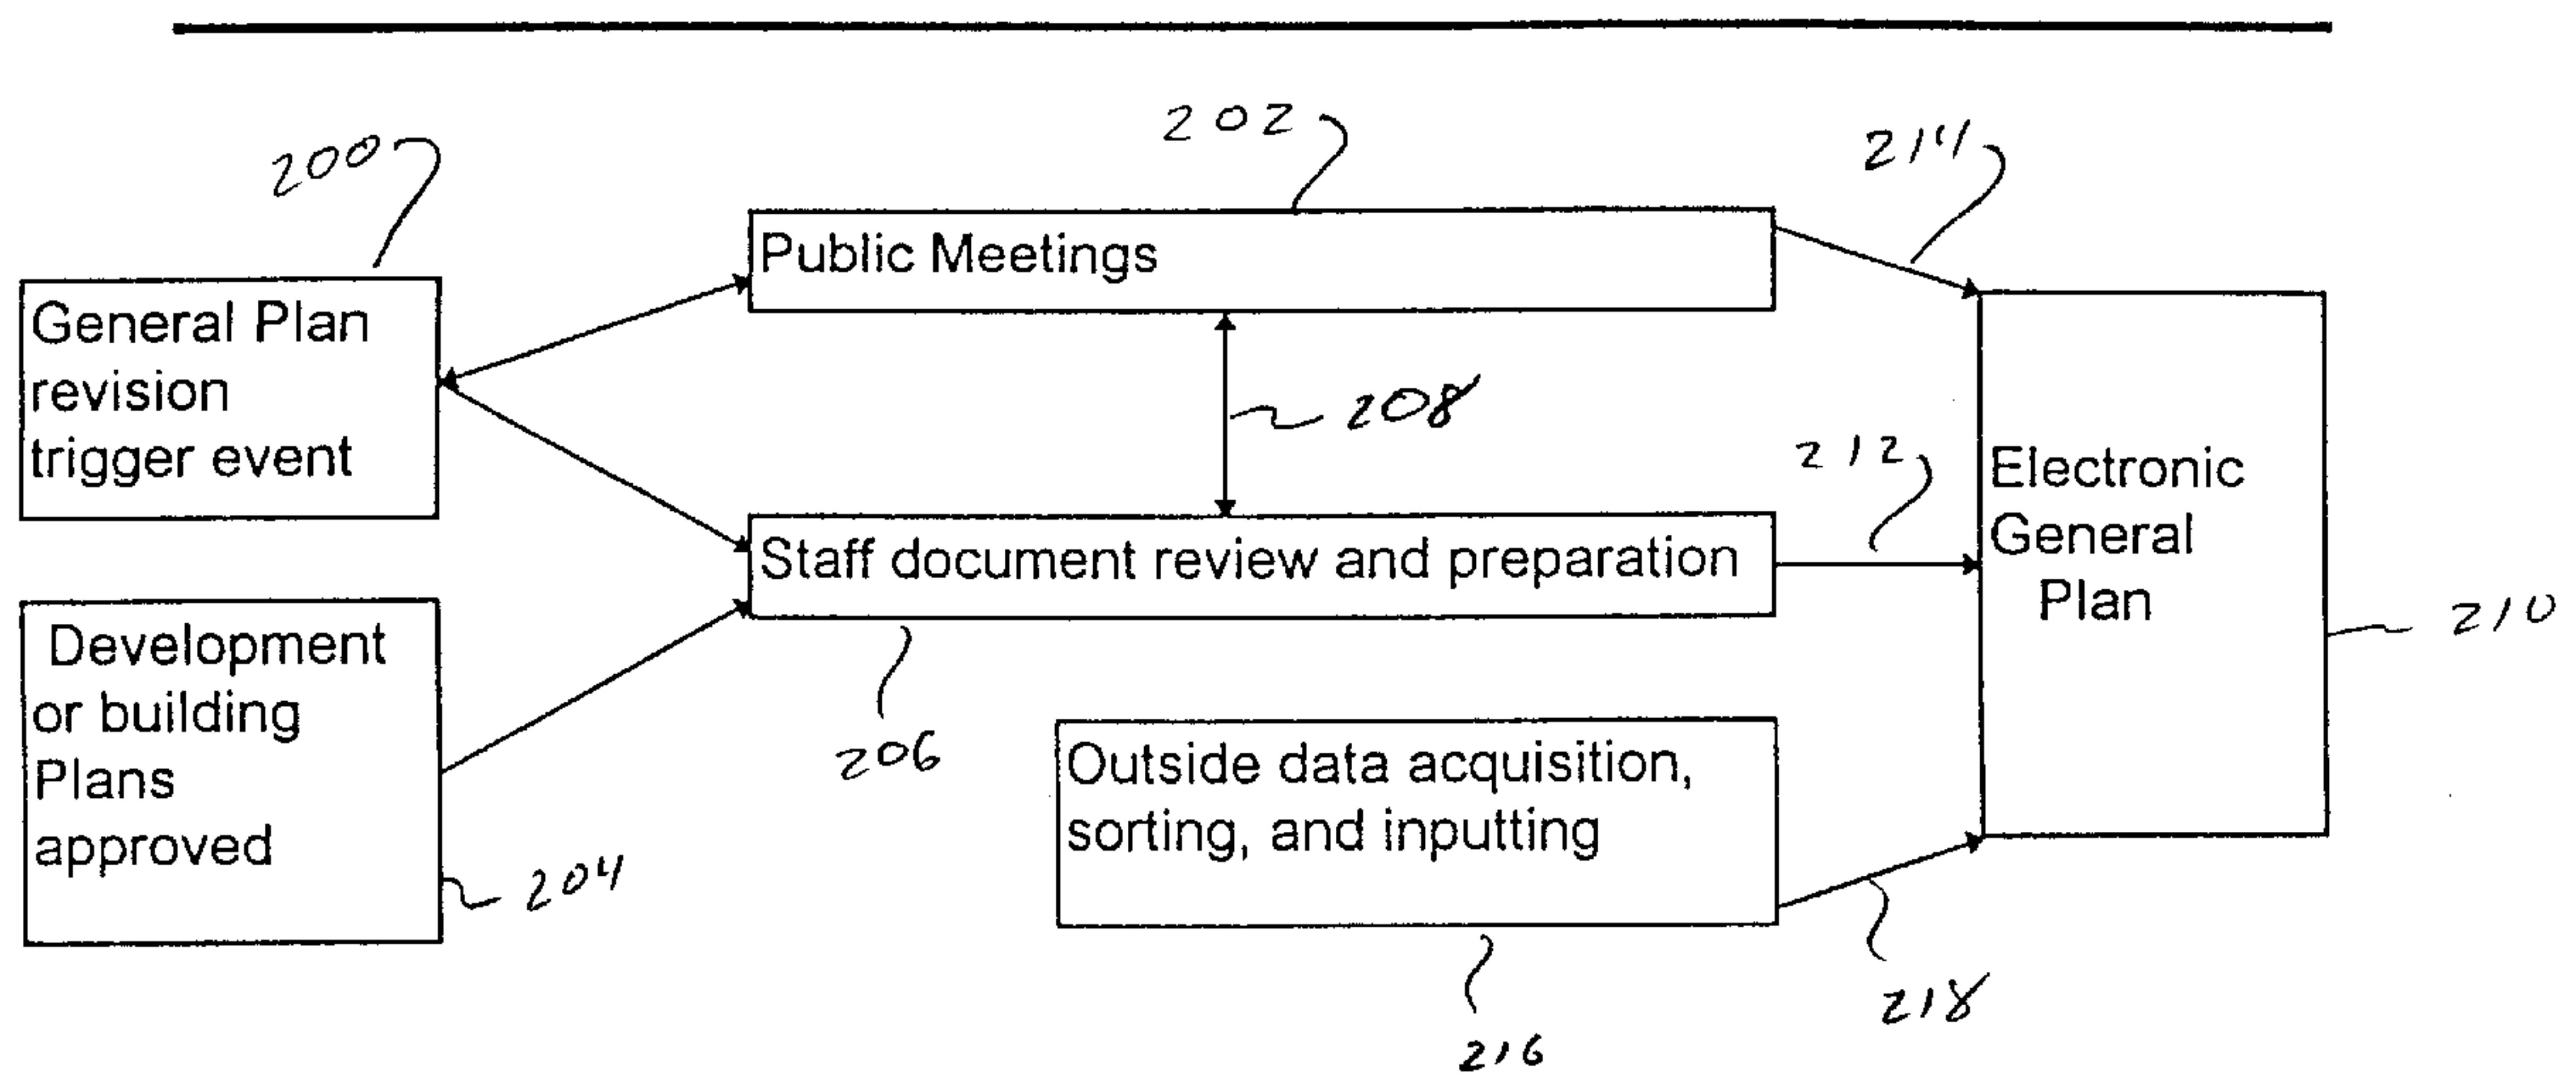 200
202
214
General Plan
revision
trigger event
Public Meetings
208
212
Staff document review and preparation
Electronic
General
Plan
210
Development
or building
Plans
approved
204
206
Outside data acquisition,
sorting, and inputting
216
218